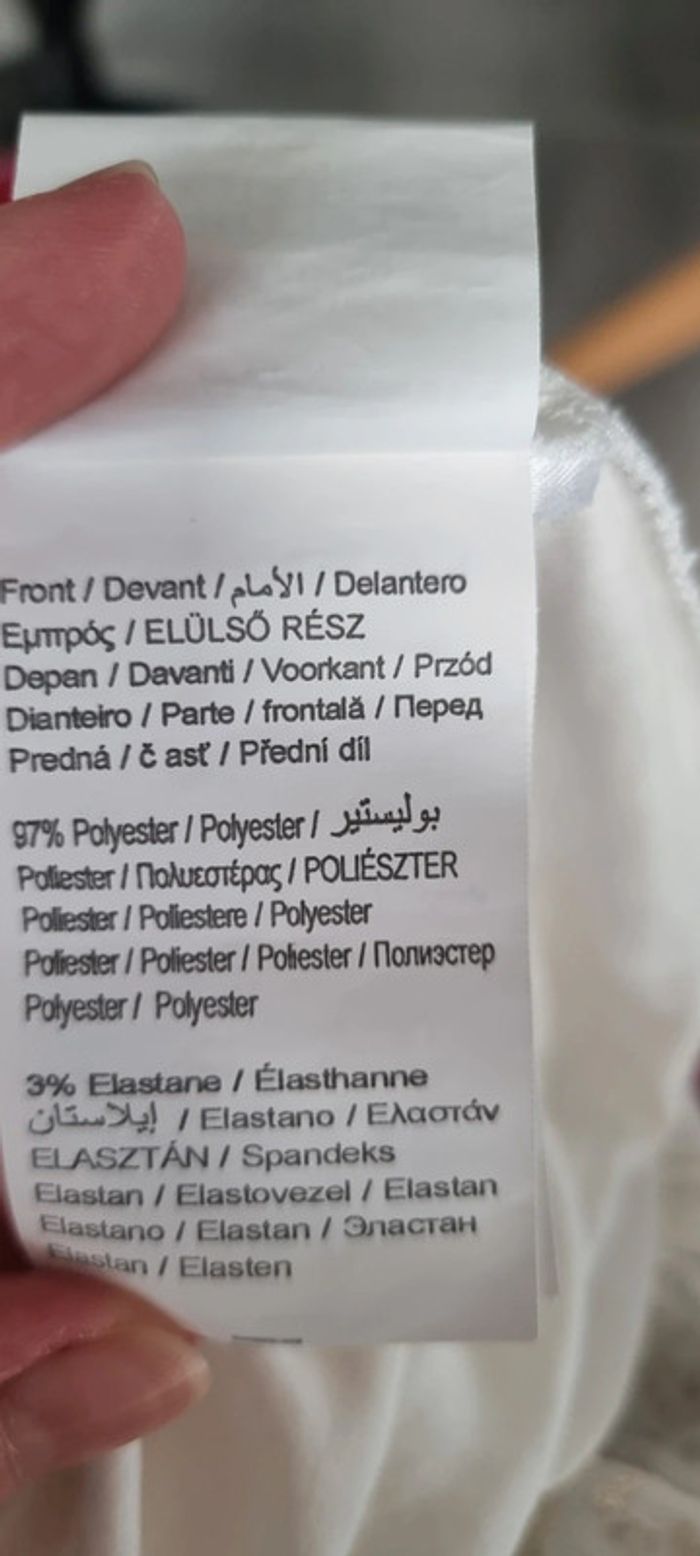 Front / Devant / الأمام / Delantero
Εμπρός / ELÜLSŐ RÉSZ
Depan / Davanti / Voorkant / Przód
Dianteiro / Parte / frontală / Перед
Predná / č asť / Přední díl
97% Polyester / Polyester / بوليستير
Poliester / Πολυεστέρας / POLIÉSZTER
Poliester / Poliestere / Polyester
Poliester / Poliester / Poliester / Полиэстер
Polyester / Polyester
3% Elastane / Élasthanne
إيلاستان / Elastano / Ελαστάν
ELASZTÁN / Spandeks
Elastan / Elastovezel / Elastan
Elastano / Elastan / Эластан
Elastan / Elasten